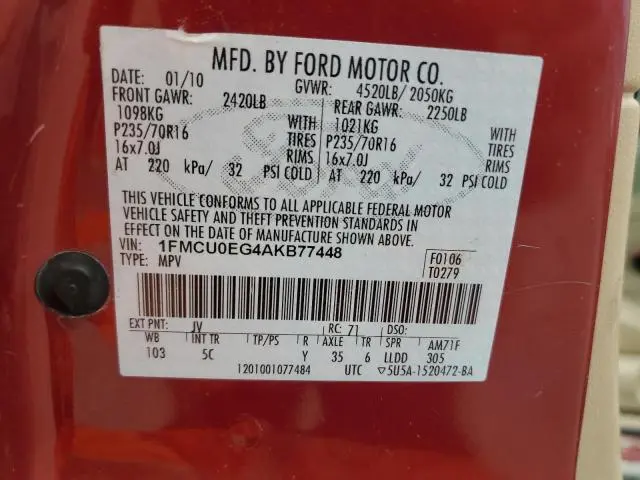 MFD. BY FORD MOTOR CO.
DATE: 01/10 GVWR: 4520LB/ 2050KG
FRONT GAWR: 2420LB REAR GAWR: 2250LB
1098KG WITH 1021KG WITH
P235/70R16 TIRES P235/70R16 TIRES
16x7.0J RIMS 16x7.0J RIMS
AT 220 kPa/ 32 PSI COLD AT 220 kPa/ 32 PSI COLD
THIS VEHICLE CONFORMS TO ALL APPLICABLE FEDERAL MOTOR
VEHICLE SAFETY AND THEFT PREVENTION STANDARDS IN
EFFECT ON THE DATE OF MANUFACTURE SHOWN ABOVE.
VIN: 1FMCU0EG4AKB77448 F0106
TYPE: MPV T0279
EXT PNT: JV RC: 71 DSO:
WB INT TR TP/PS R AXLE TR SPR AM71F
103 5C Y 35 6 LLDD 305
1201001077484 UTC ▽5U5A-1520472-BA